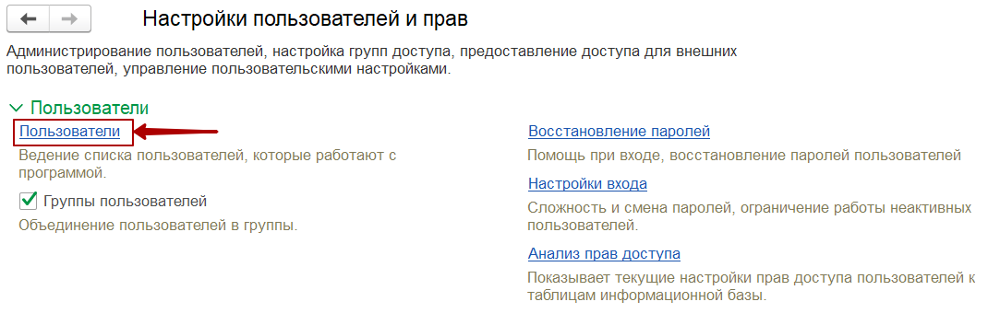 Настройки пользователей и прав
Администрирование пользователей, настройка групп доступа, предоставление доступа для внешних
пользователей, управление пользовательскими настройками.
Пользователи
Пользователи
Ведение списка пользователей, которые работают с
программой.
Группы пользователей
Объединение пользователей в группы.
Восстановление паролей
Помощь при входе, восстановление паролей пользователей
Настройки входа
Сложность и смена паролей, ограничение работы неактивных
пользователей.
Анализ прав доступа
Показывает текущие настройки прав доступа пользователей к
таблицам информационной базы.